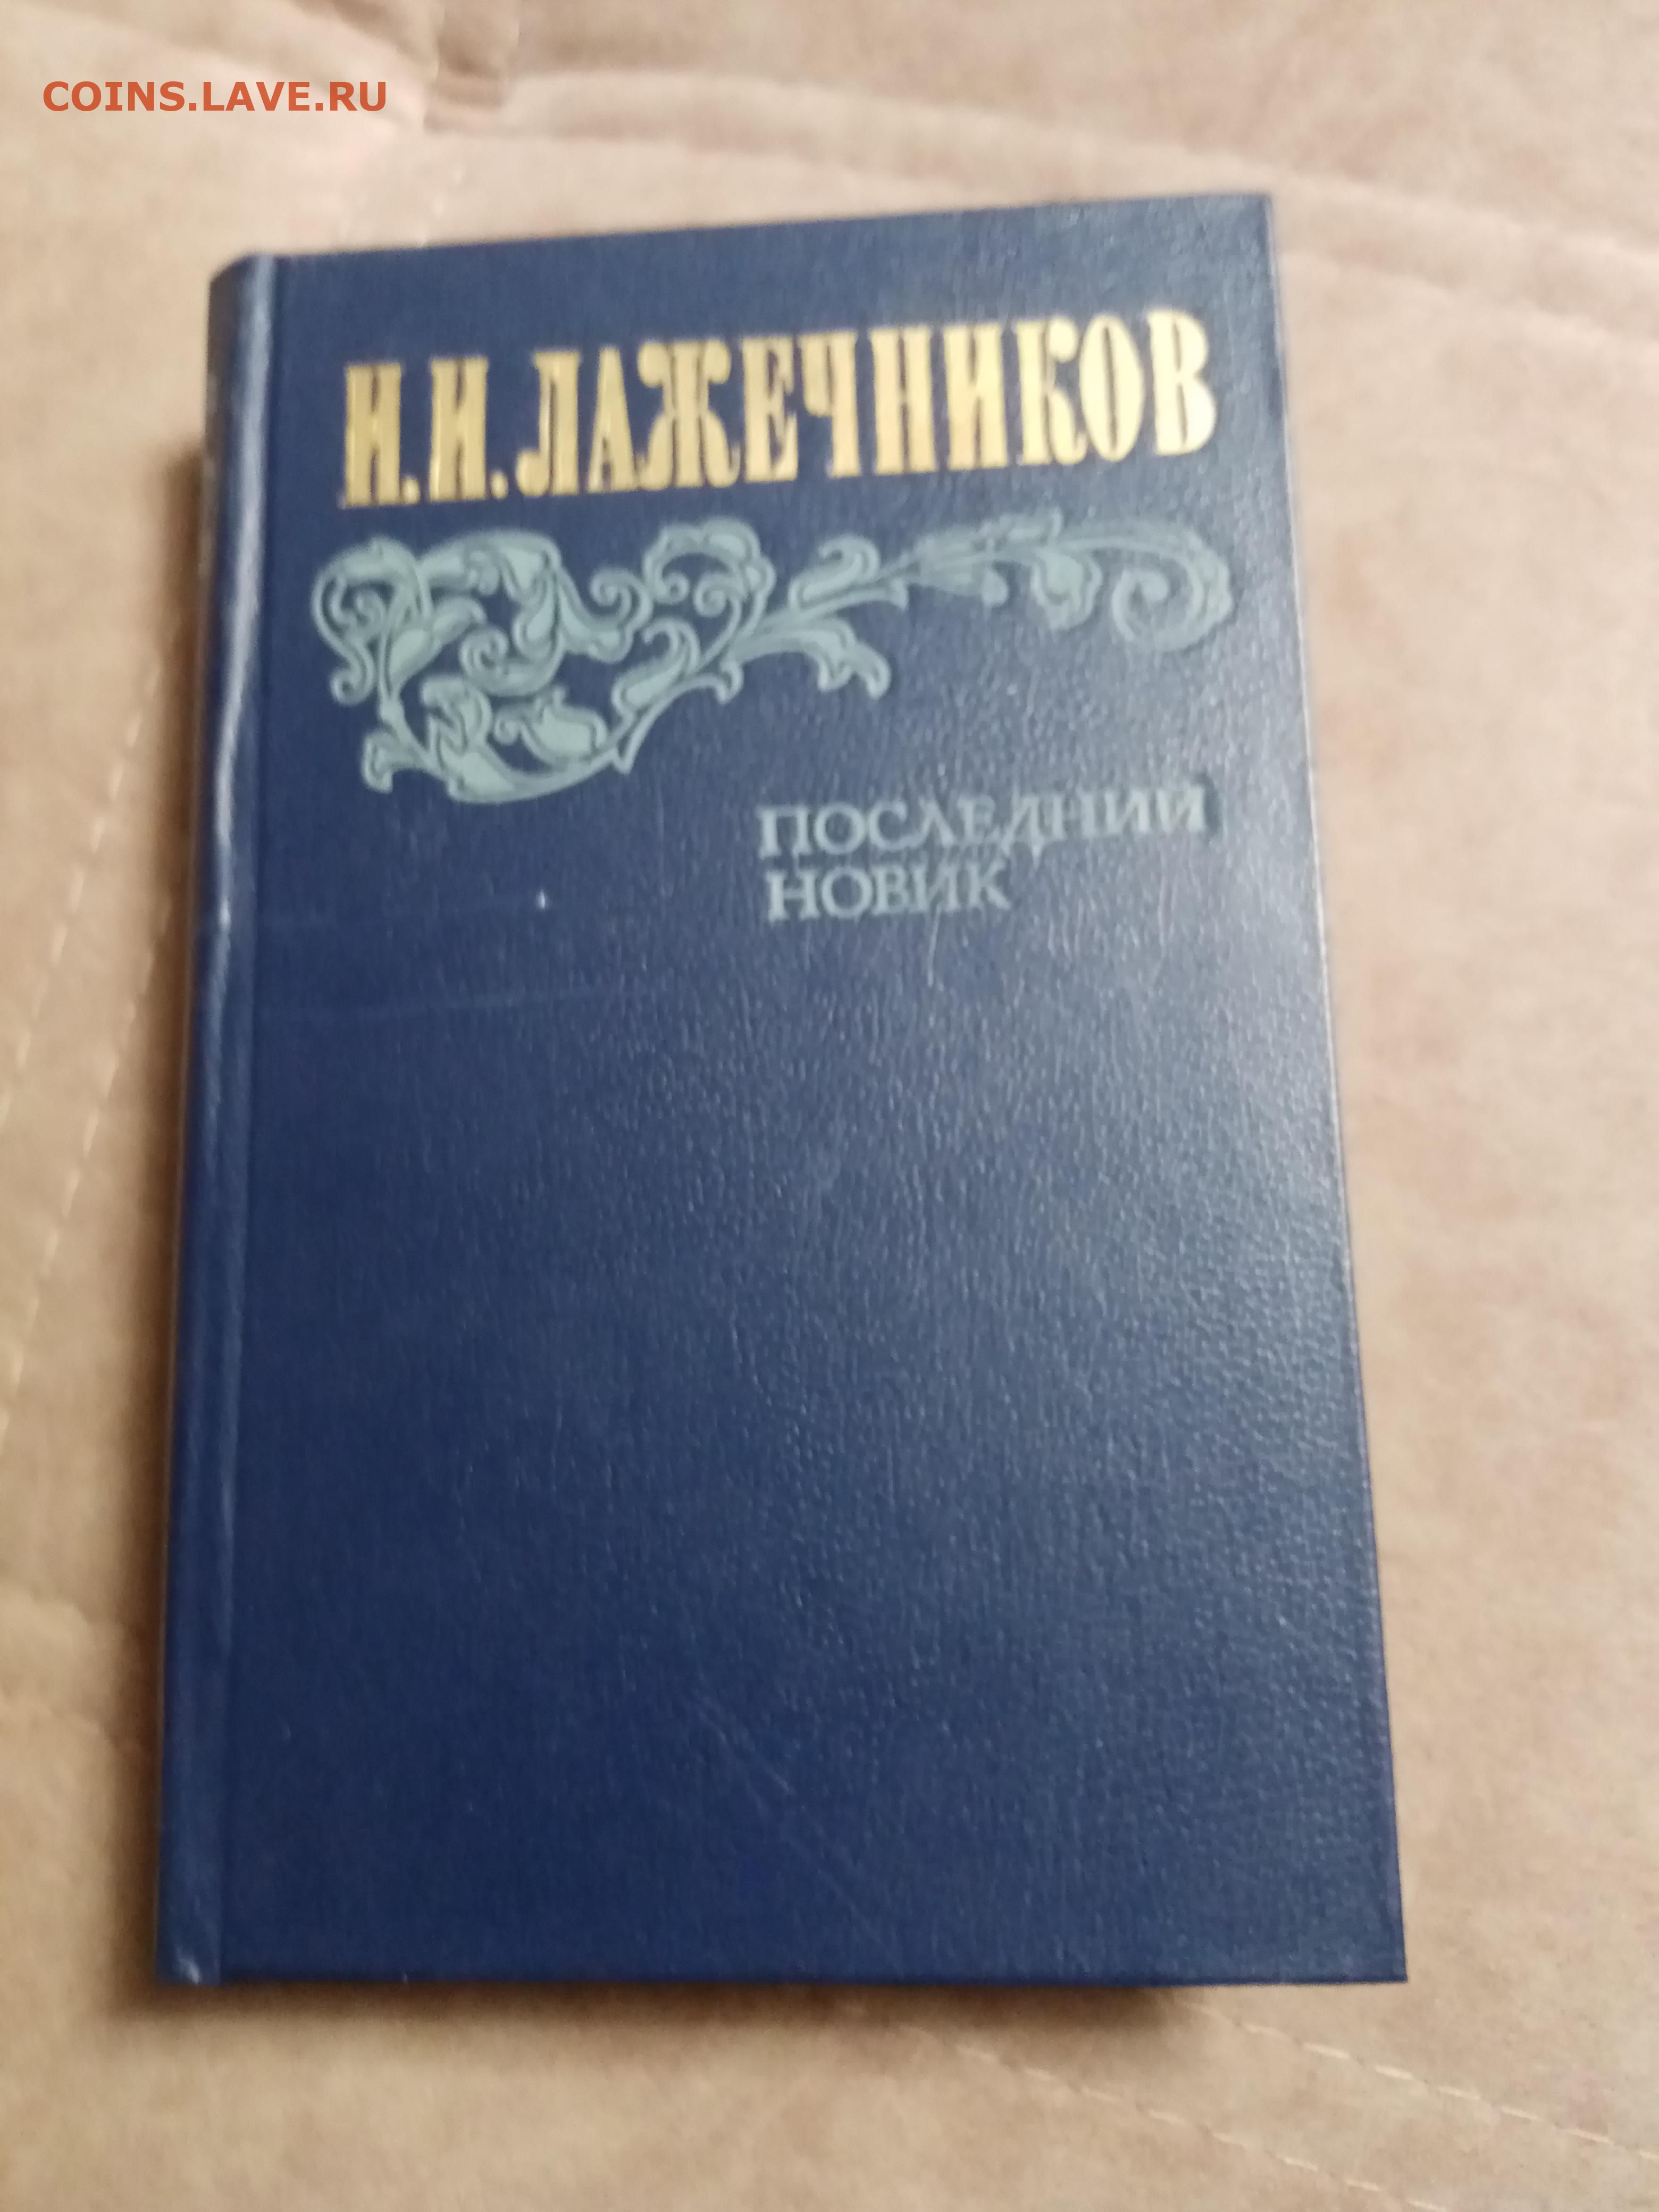 COINS.LAVE.RU
И.И. ЛАЖЕЧНИКОВ
ПОСЛЕДНИЙ
НОВИК